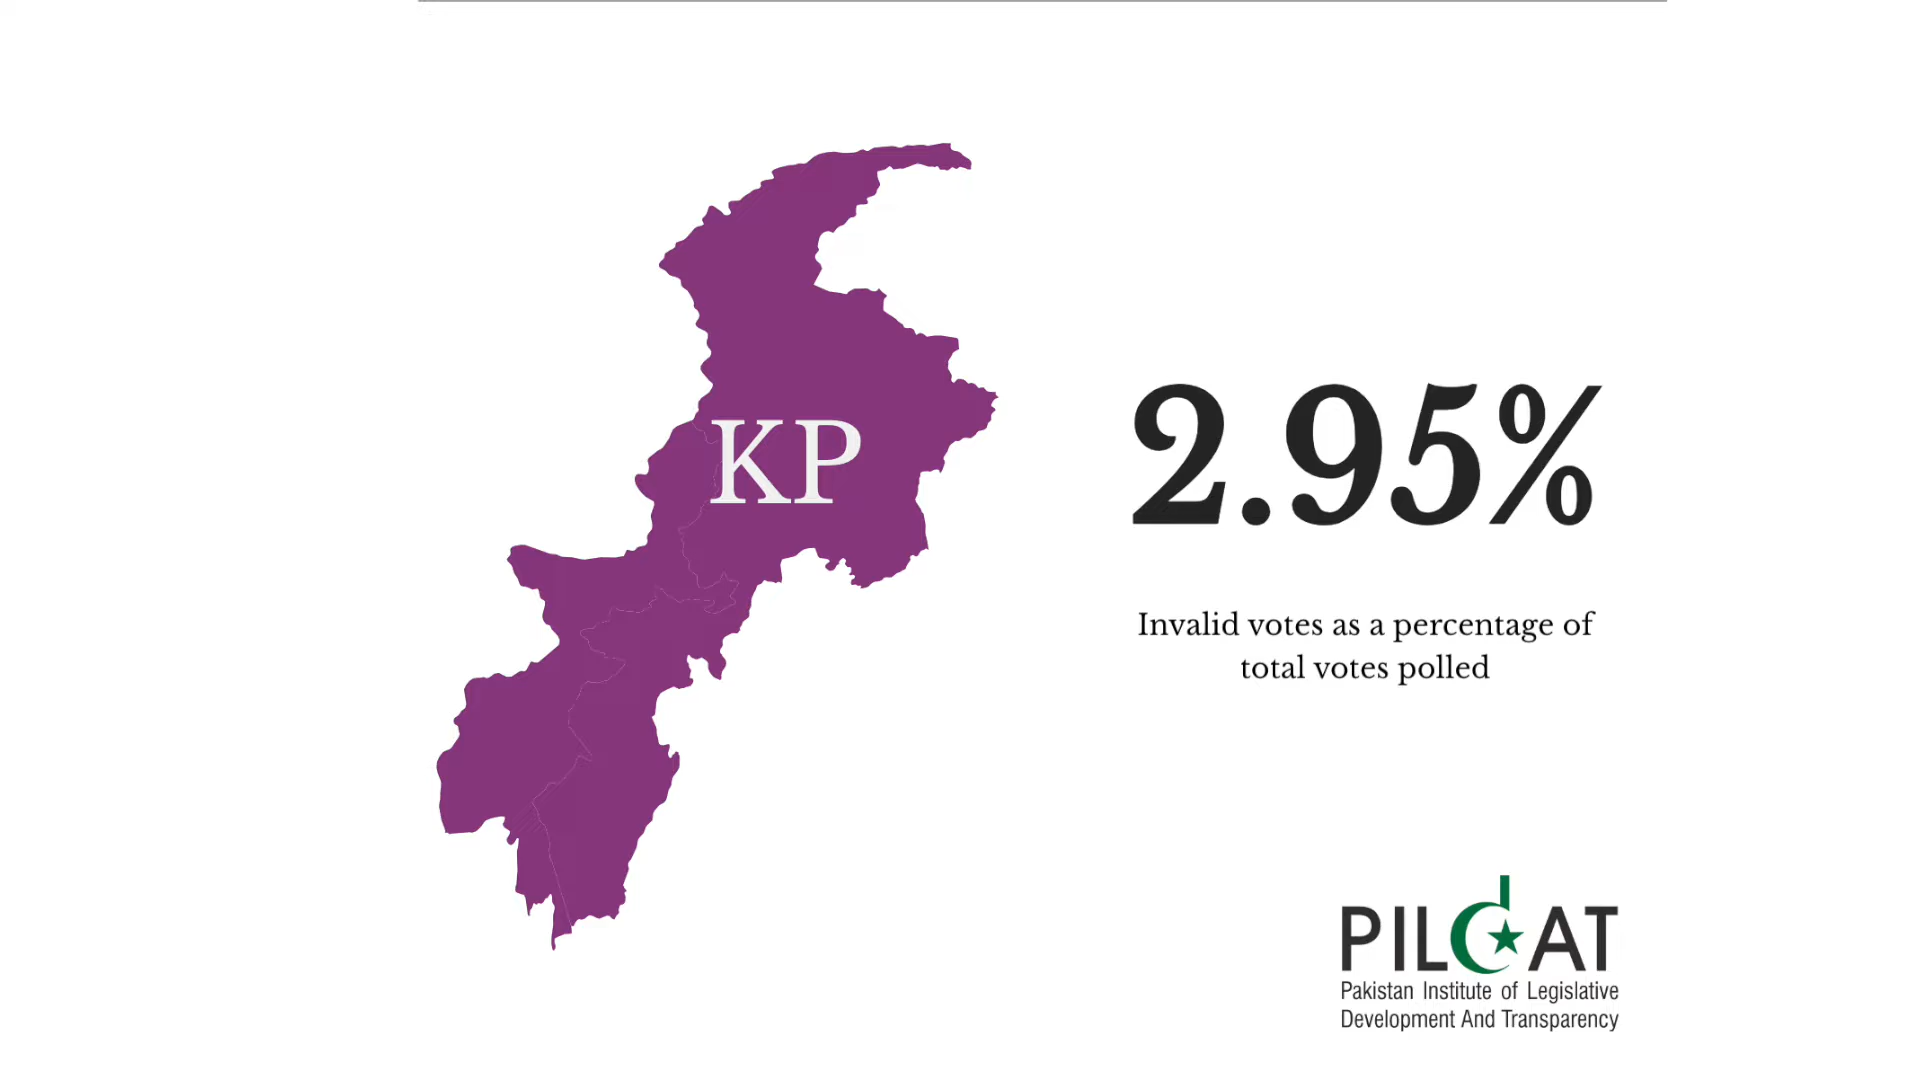 KP
2.95%
Invalid votes as a percentage of
total votes polled
PILDAT
Pakistan Institute of Legislative
Development And Transparency